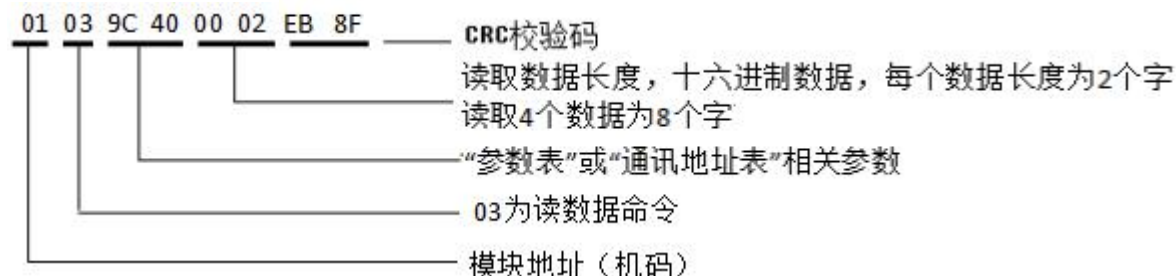 01 03 9C 40 00 02 EB 8F
CRC校验码
读取数据长度，十六进制数据，每个数据长度为2个字
读取4个数据为8个字
“参数表”或“通讯地址表”相关参数
03为读数据命令
模块地址（机码）